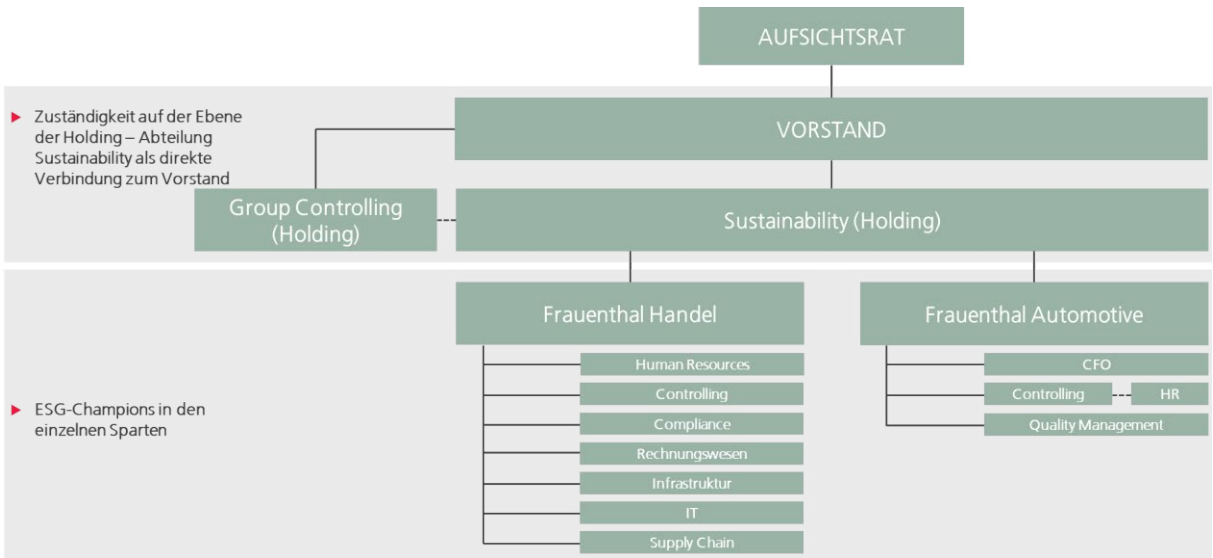 AUFSICHTSRAT
Zuständigkeit auf der Ebene
der Holding – Abteilung
Sustainability als direkte
Verbindung zum Vorstand
VORSTAND
Group Controlling
(Holding)
Sustainability (Holding)
ESG-Champions in den
einzelnen Sparten
Frauenthal Handel
Human Resources
Controlling
Compliance
Rechnungswesen
Infrastruktur
IT
Supply Chain
Frauenthal Automotive
CFO
Controlling
HR
Quality Management